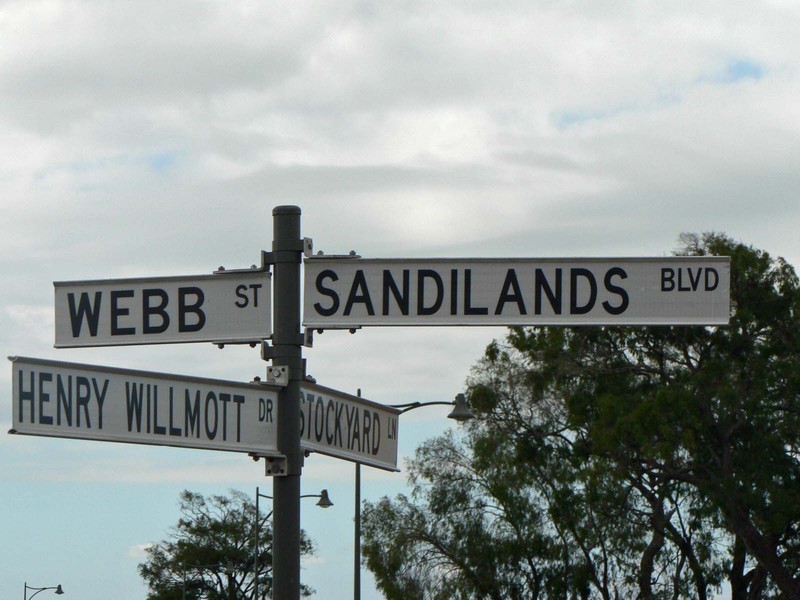 WEBB ST
SANDILANDS BLVD
HENRY WILLMOTT DR
STOCKYARD LN